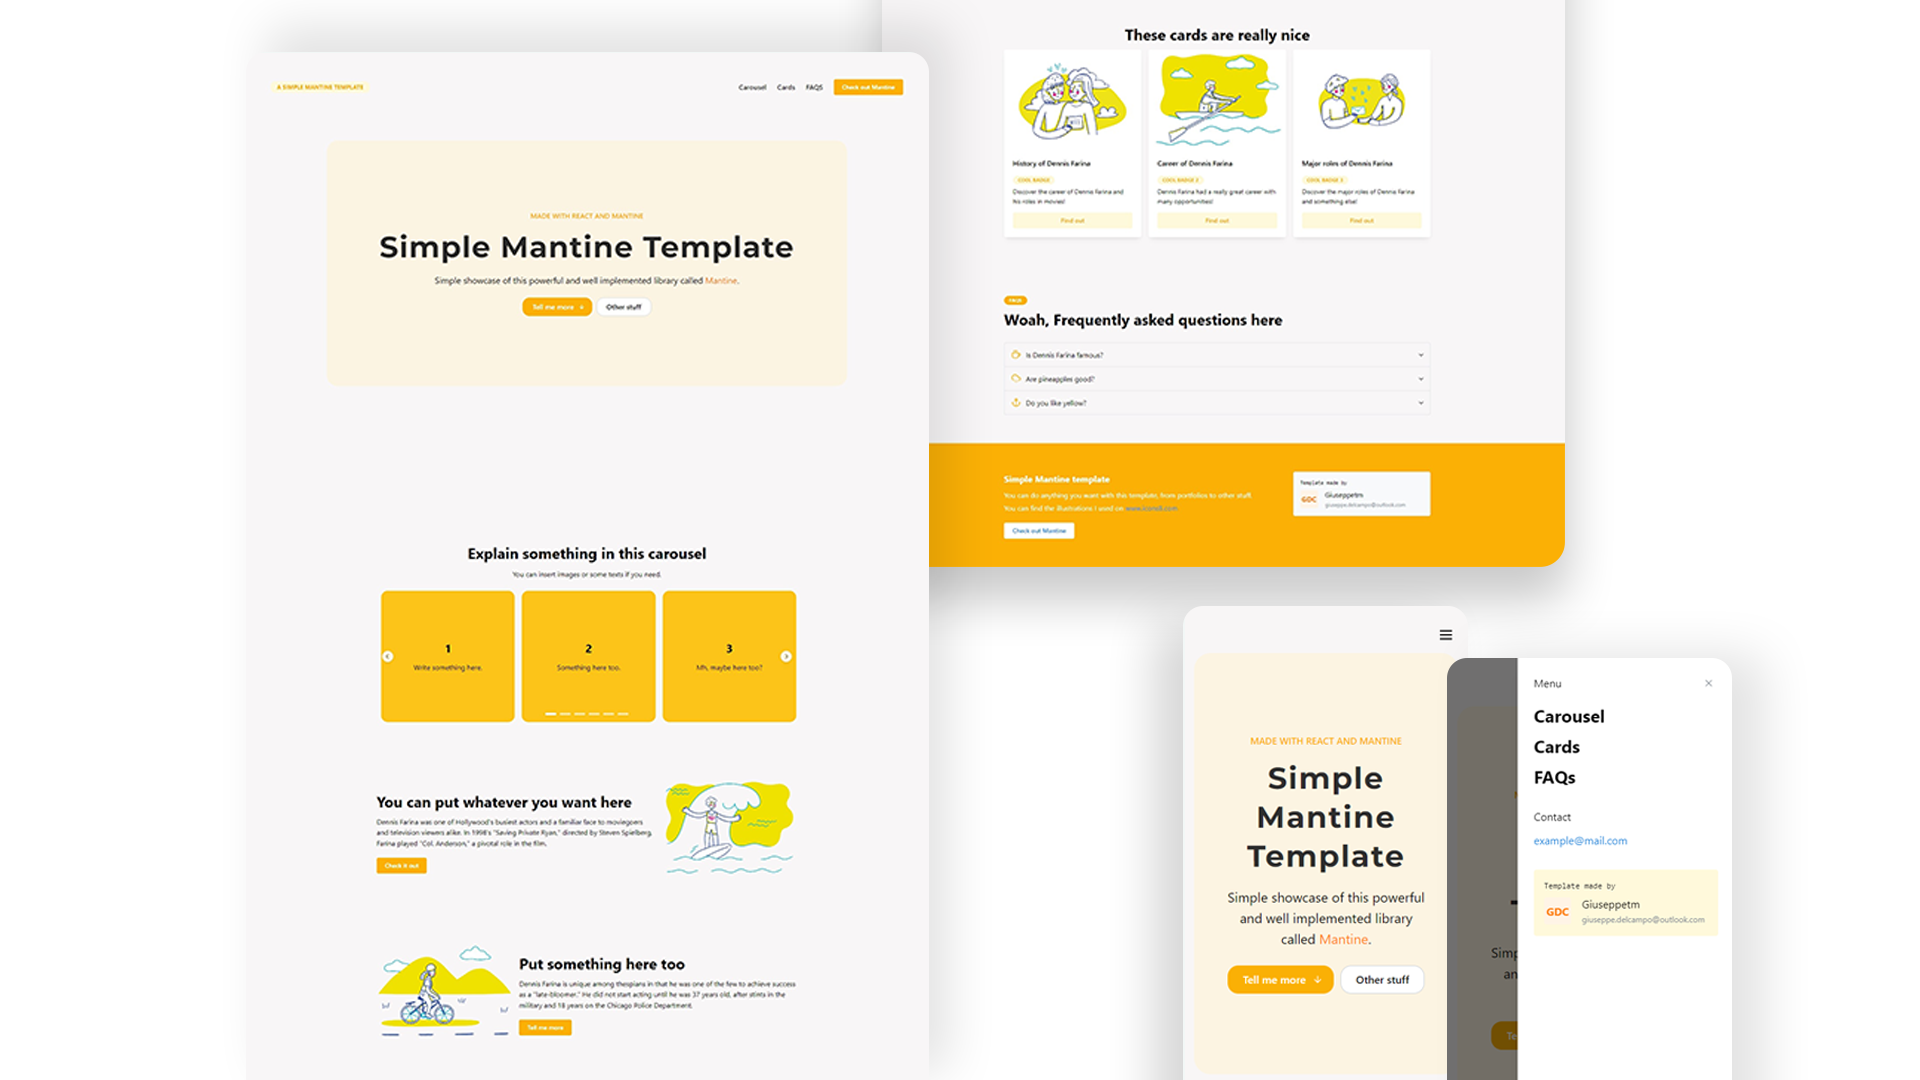 A SIMPLE MANTINE TEMPLATE
Carousel Cards FAQS Check out Mantine
MADE WITH REACT AND MANTINE
Simple Mantine Template
Simple showcase of this powerful and well implemented library called Mantine.
Tell me more ↓ Other stuff
Explain something in this carousel
You can insert images or some texts if you need.
1
Write something here.
2
Something here too.
3
Mh, maybe here too?
You can put whatever you want here
Dennis Farina was one of Hollywood's busiest actors and a familiar face to moviegoers
and television viewers alike. In 1998's "Saving Private Ryan," directed by Steven Spielberg,
Farina played "Col. Anderson," a pivotal role in the film.
Check it out
Put something here too
Dennis Farina is unique among thespians in that he was one of the few to achieve success
as a "late-bloomer." He did not start acting until he was 37 years old, after stints in the
military and 18 years on the Chicago Police Department.
Tell me more
These cards are really nice
History of Dennis Farina
COOL BADGE
Discover the career of Dennis Farina and
his roles in movies!
Find out
Career of Dennis Farina
COOL BADGE 2
Dennis Farina had a really great career with
many opportunities!
Find out
Major roles of Dennis Farina
COOL BADGE 3
Discover the major roles of Dennis Farina
and something else!
Find out
FAQS
Woah, Frequently asked questions here
Is Dennis Farina famous?
Are pineapples good?
Do you like yellow?
Simple Mantine template
You can do anything you want with this template, from portfolios to other stuff.
You can find the illustrations I used on www.iconsll.com
Check out Mantine
Template made by
GDC
Giuseppetm
giuseppe.delcampo@outlook.com
MADE WITH REACT AND MANTINE
Simple
Mantine
Template
Simple showcase of this powerful
and well implemented library
called Mantine.
Tell me more ↓ Other stuff
Menu
Carousel
Cards
FAQs
Contact
example@mail.com
Template made by
GDC
Giuseppetm
giuseppe.delcampo@outlook.com